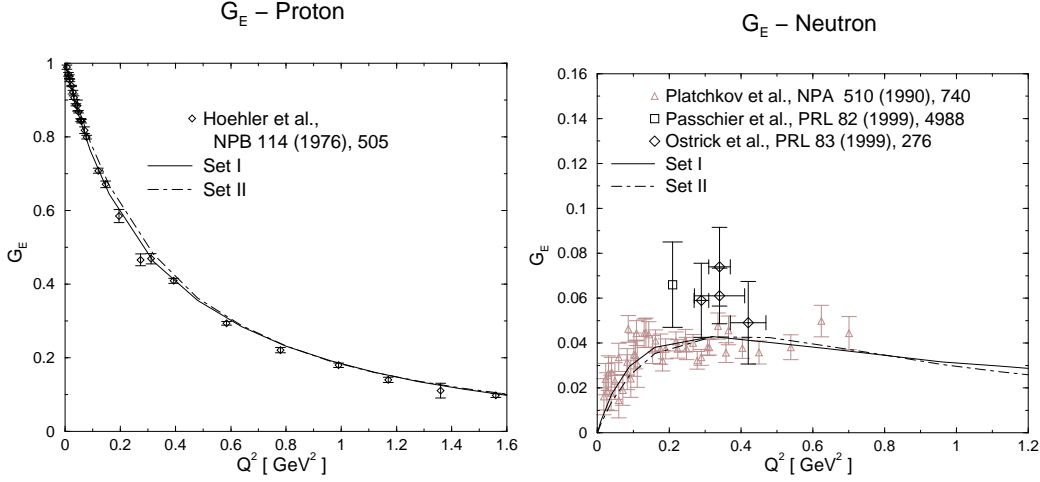 G_E – Proton
1
0.8
0.6
0.4
0.2
0
G_E
0
0.2
0.4
0.6
0.8
1
1.2
1.4
1.6
Q² [ GeV² ]
Hoehler et al.,
NPB 114 (1976), 505
Set I
Set II
G_E – Neutron
0.16
0.14
0.12
0.1
0.08
0.06
0.04
0.02
0
G_E
0
0.2
0.4
0.6
0.8
1
1.2
Q² [ GeV² ]
Platchkov et al., NPA 510 (1990), 740
Passchier et al., PRL 82 (1999), 4988
Ostrick et al., PRL 83 (1999), 276
Set I
Set II